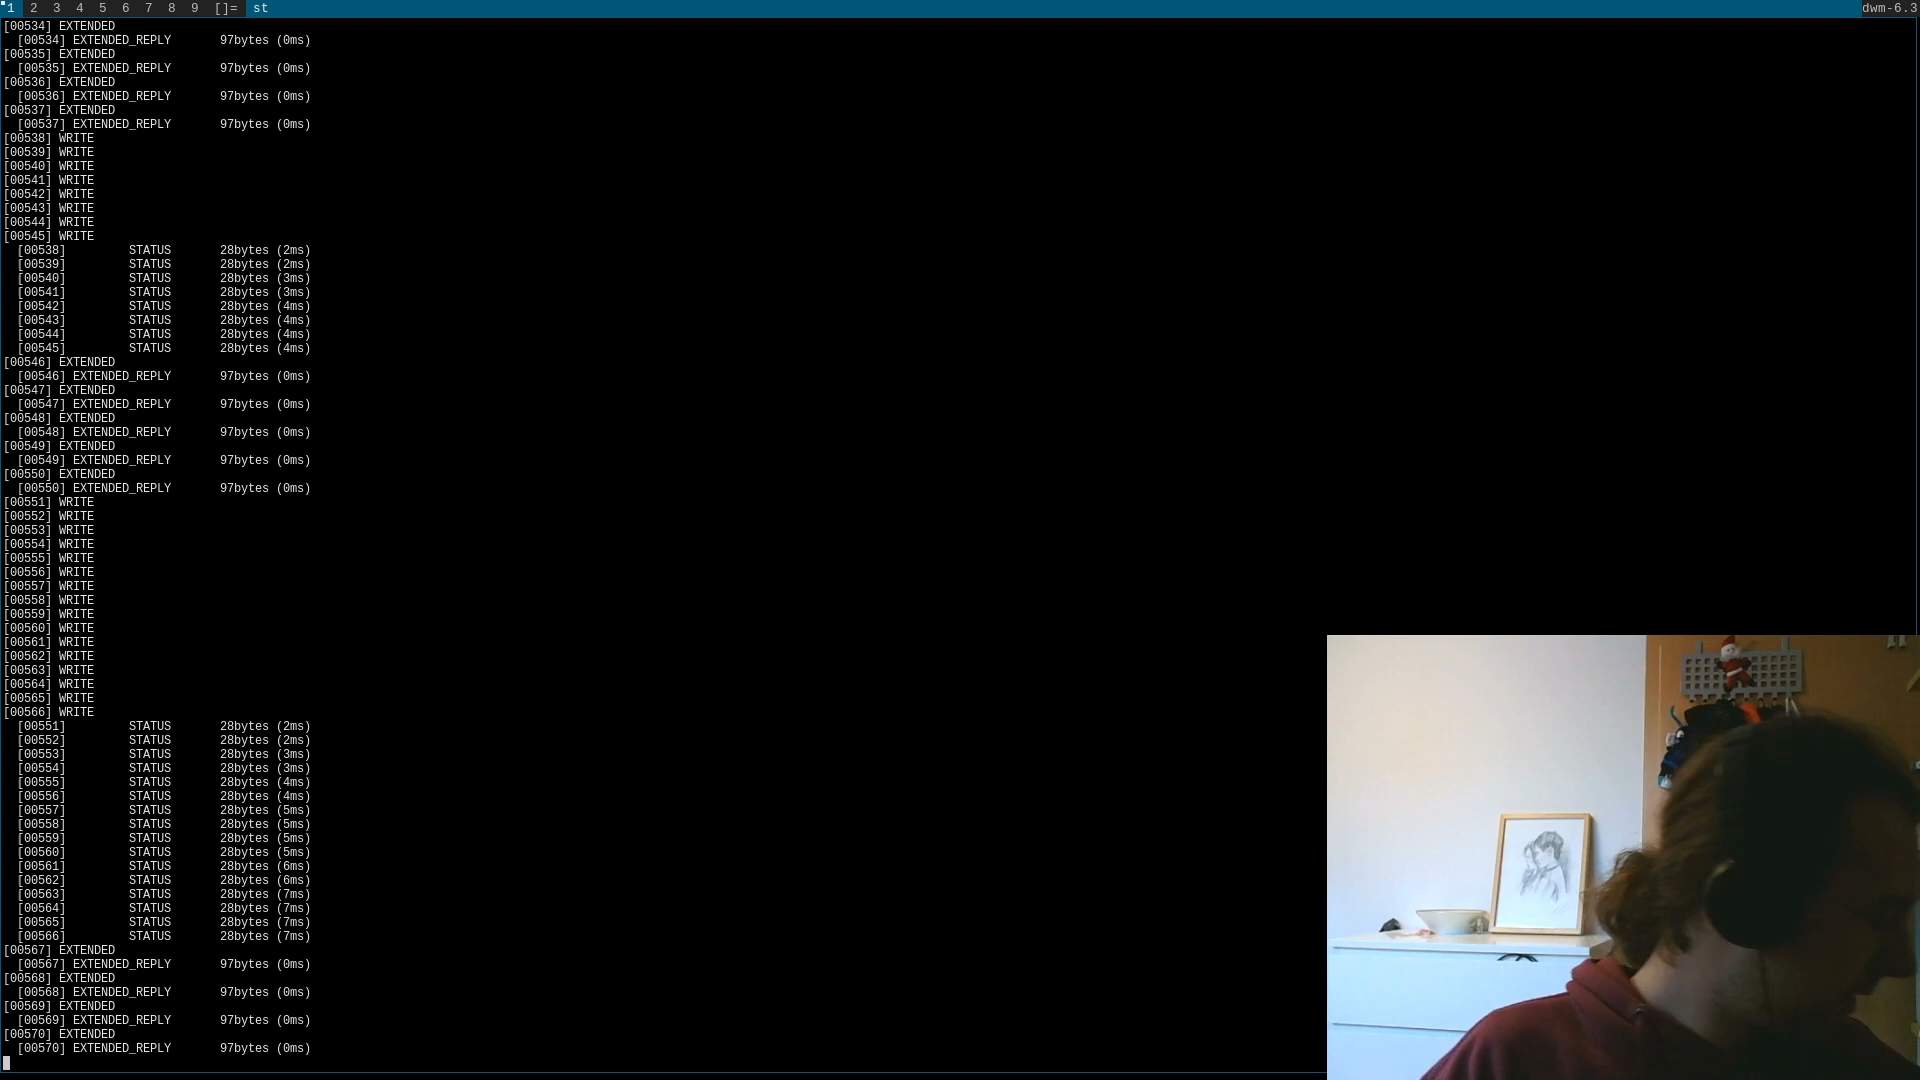 1 2 3 4 5 6 7 8 9 []= st dwm-6.3
[00534] EXTENDED
[00534] EXTENDED_REPLY 97bytes (0ms)
[00535] EXTENDED
[00535] EXTENDED_REPLY 97bytes (0ms)
[00536] EXTENDED
[00536] EXTENDED_REPLY 97bytes (0ms)
[00537] EXTENDED
[00537] EXTENDED_REPLY 97bytes (0ms)
[00538] WRITE
[00539] WRITE
[00540] WRITE
[00541] WRITE
[00542] WRITE
[00543] WRITE
[00544] WRITE
[00545] WRITE
[00538] STATUS 28bytes (2ms)
[00539] STATUS 28bytes (2ms)
[00540] STATUS 28bytes (3ms)
[00541] STATUS 28bytes (3ms)
[00542] STATUS 28bytes (4ms)
[00543] STATUS 28bytes (4ms)
[00544] STATUS 28bytes (4ms)
[00545] STATUS 28bytes (4ms)
[00546] EXTENDED
[00546] EXTENDED_REPLY 97bytes (0ms)
[00547] EXTENDED
[00547] EXTENDED_REPLY 97bytes (0ms)
[00548] EXTENDED
[00548] EXTENDED_REPLY 97bytes (0ms)
[00549] EXTENDED
[00549] EXTENDED_REPLY 97bytes (0ms)
[00550] EXTENDED
[00550] EXTENDED_REPLY 97bytes (0ms)
[00551] WRITE
[00552] WRITE
[00553] WRITE
[00554] WRITE
[00555] WRITE
[00556] WRITE
[00557] WRITE
[00558] WRITE
[00559] WRITE
[00560] WRITE
[00561] WRITE
[00562] WRITE
[00563] WRITE
[00564] WRITE
[00565] WRITE
[00566] WRITE
[00551] STATUS 28bytes (2ms)
[00552] STATUS 28bytes (2ms)
[00553] STATUS 28bytes (3ms)
[00554] STATUS 28bytes (3ms)
[00555] STATUS 28bytes (4ms)
[00556] STATUS 28bytes (4ms)
[00557] STATUS 28bytes (5ms)
[00558] STATUS 28bytes (5ms)
[00559] STATUS 28bytes (5ms)
[00560] STATUS 28bytes (5ms)
[00561] STATUS 28bytes (6ms)
[00562] STATUS 28bytes (6ms)
[00563] STATUS 28bytes (7ms)
[00564] STATUS 28bytes (7ms)
[00565] STATUS 28bytes (7ms)
[00566] STATUS 28bytes (7ms)
[00567] EXTENDED
[00567] EXTENDED_REPLY 97bytes (0ms)
[00568] EXTENDED
[00568] EXTENDED_REPLY 97bytes (0ms)
[00569] EXTENDED
[00569] EXTENDED_REPLY 97bytes (0ms)
[00570] EXTENDED
[00570] EXTENDED_REPLY 97bytes (0ms)